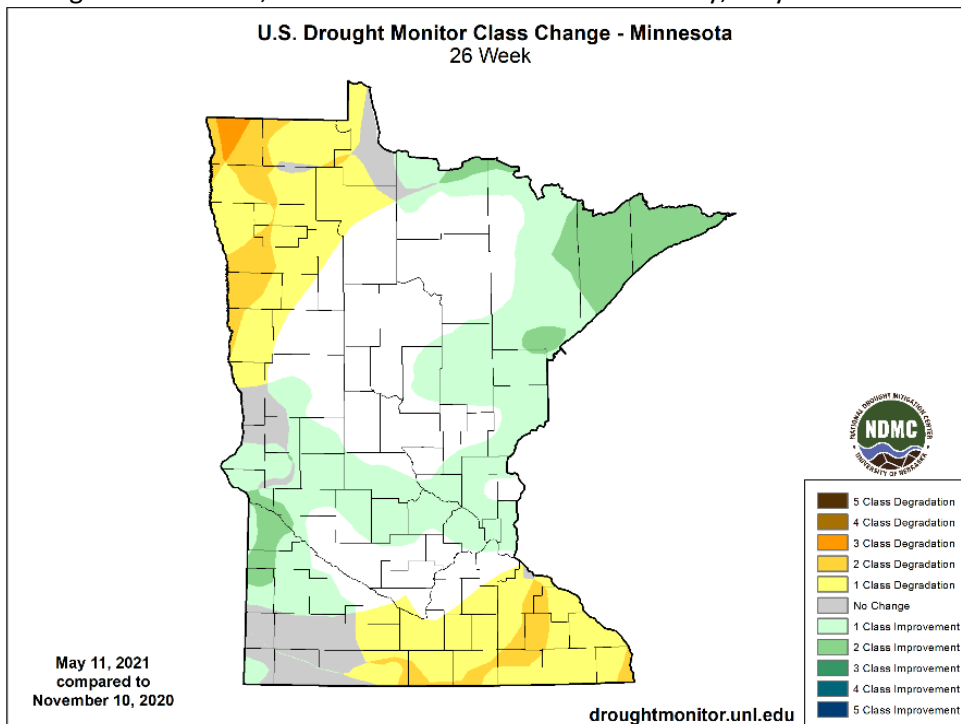 U.S. Drought Monitor Class Change - Minnesota
26 Week
NATIONAL DROUGHT MITIGATION CENTER
NDMC
UNIVERSITY OF NEBRASKA
5 Class Degradation
4 Class Degradation
3 Class Degradation
2 Class Degradation
1 Class Degradation
No Change
1 Class Improvement
2 Class Improvement
3 Class Improvement
4 Class Improvement
5 Class Improvement
May 11, 2021
compared to
November 10, 2020
droughtmonitor.unl.edu